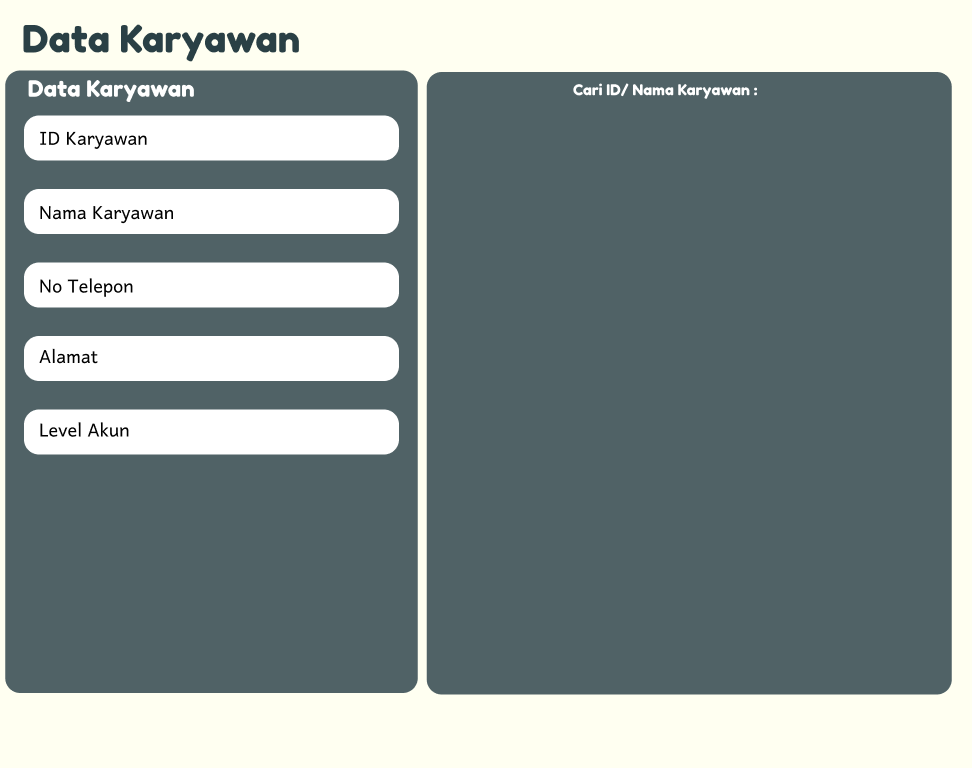 Data Karyawan
Data Karyawan
ID Karyawan
Nama Karyawan
No Telepon
Alamat
Level Akun
Cari ID/ Nama Karyawan :